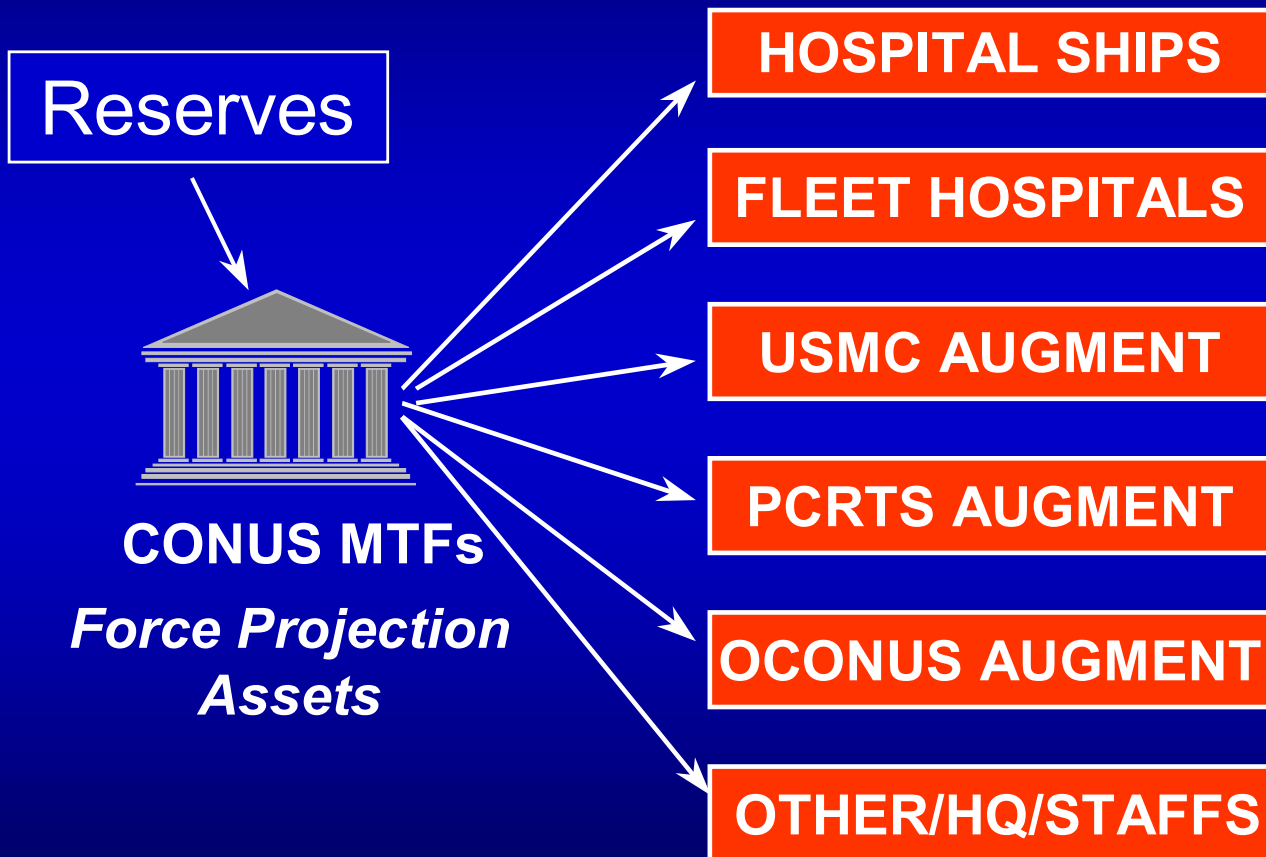 Reserves
CONUS MTFs
Force Projection
Assets
HOSPITAL SHIPS
FLEET HOSPITALS
USMC AUGMENT
PCRTS AUGMENT
OCONUS AUGMENT
OTHER/HQ/STAFFS